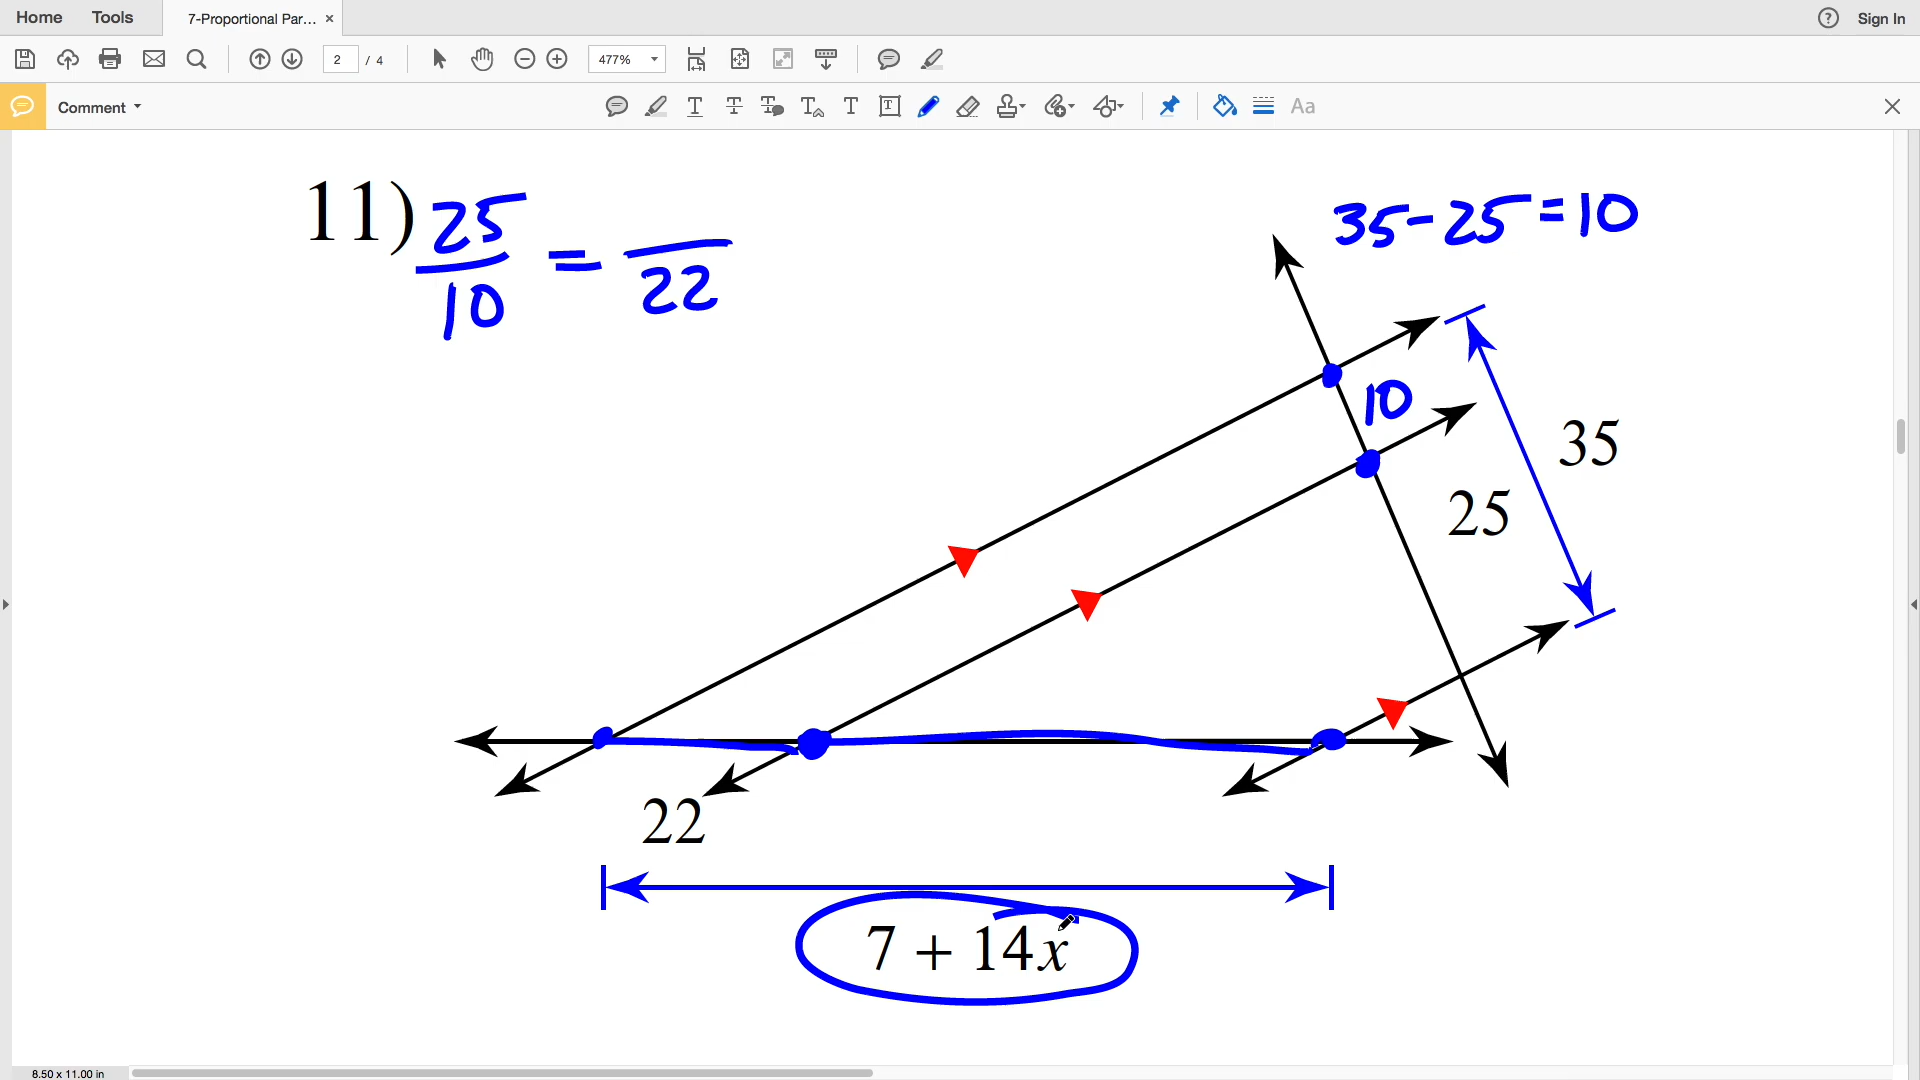 Home Tools 7-Proportional Par... × ? Sign In
2 / 4 477%
Comment Aa
11) 25/10 = /22
35-25=10
10
35
25
22
7 + 14x
8.50 x 11.00 in